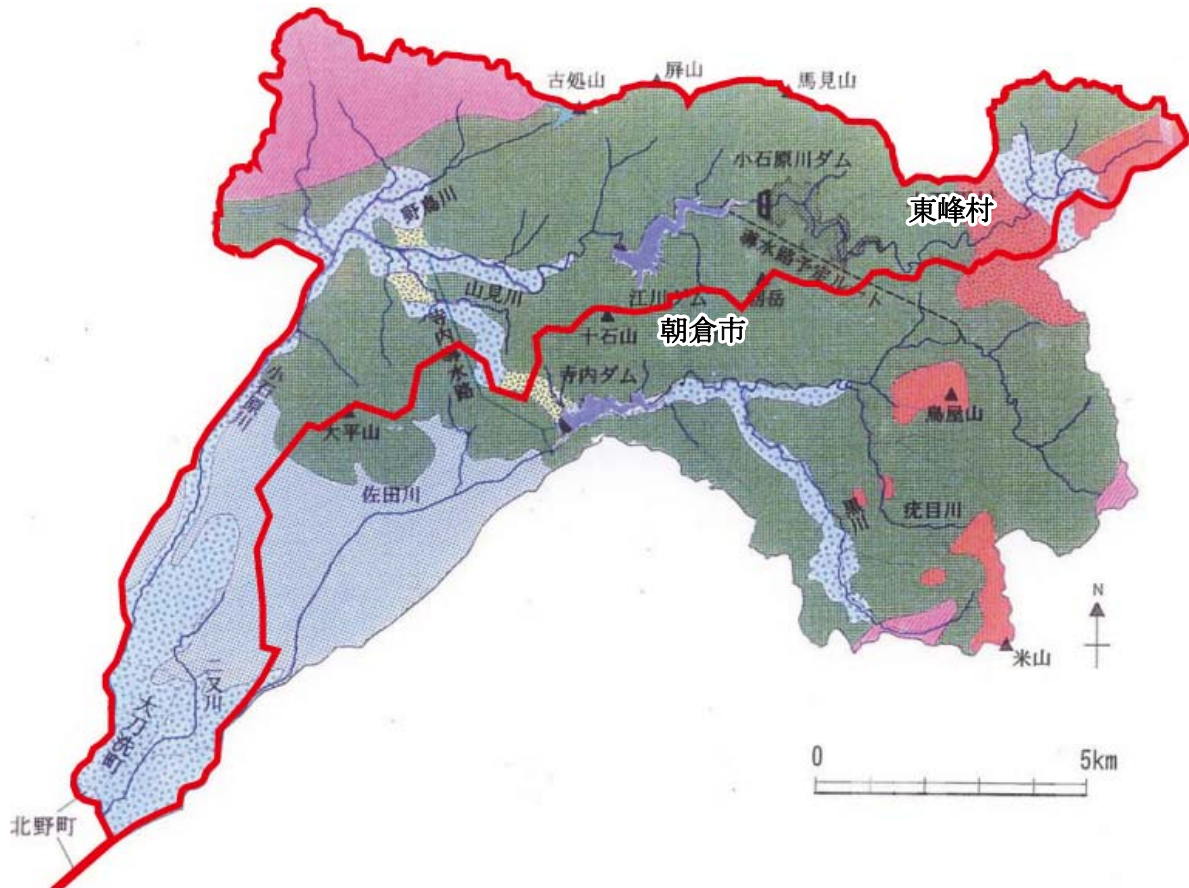 屏山
古処山
馬見山
小石原川ダム
東峰村
野鳥川
導水路予定ルート
山見川
江川ダム
十石山
朝倉市
寺内導水路
寺内ダム
小石原川
大平山
鳥屋山
佐田川
黒川
疣目川
N
米山
二又川
大刀洗町
0
5km
北野町